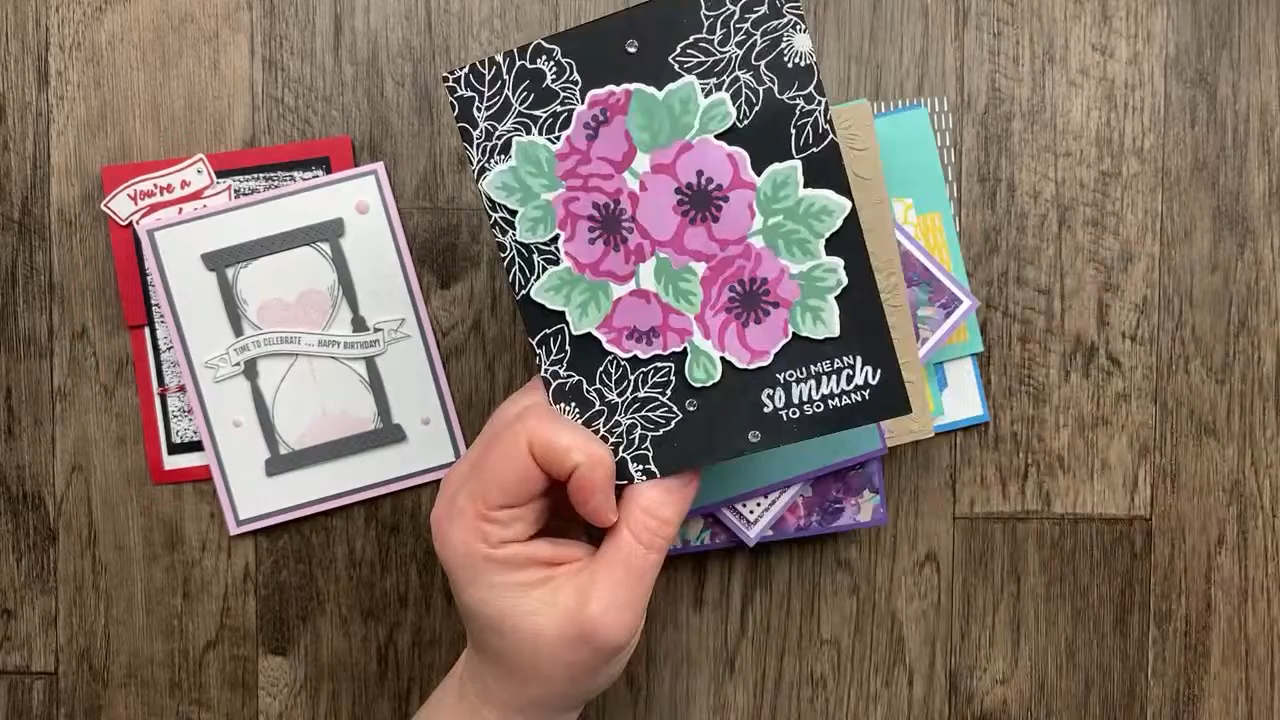 You're a
TIME TO CELEBRATE ... HAPPY BIRTHDAY!
YOU MEAN
so much
TO SO MANY